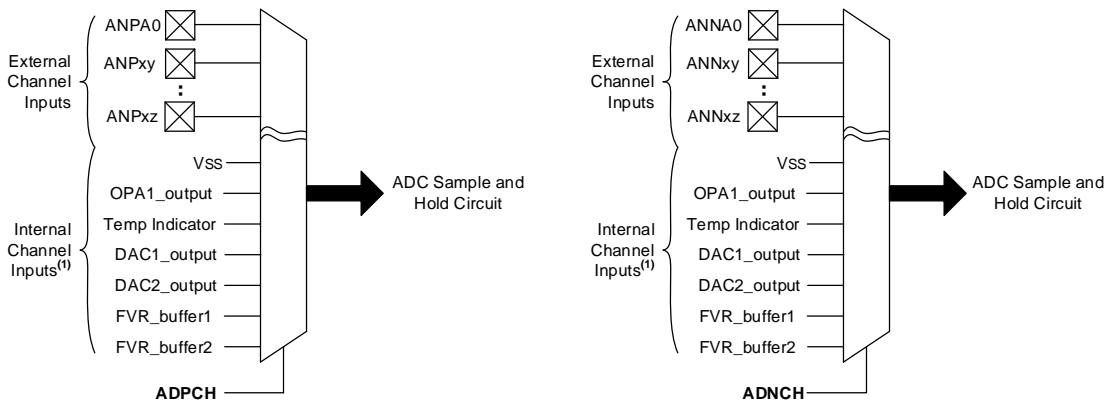 ANPA0
ANPxy
ANPxz
External
Channel
Inputs
VSS
OPA1_output
Temp Indicator
DAC1_output
DAC2_output
FVR_buffer1
FVR_buffer2
Internal
Channel
Inputs(1)
ADC Sample and
Hold Circuit
ADPCH
ANNA0
ANNxy
ANNxz
External
Channel
Inputs
VSS
OPA1_output
Temp Indicator
DAC1_output
DAC2_output
FVR_buffer1
FVR_buffer2
Internal
Channel
Inputs(1)
ADC Sample and
Hold Circuit
ADNCH